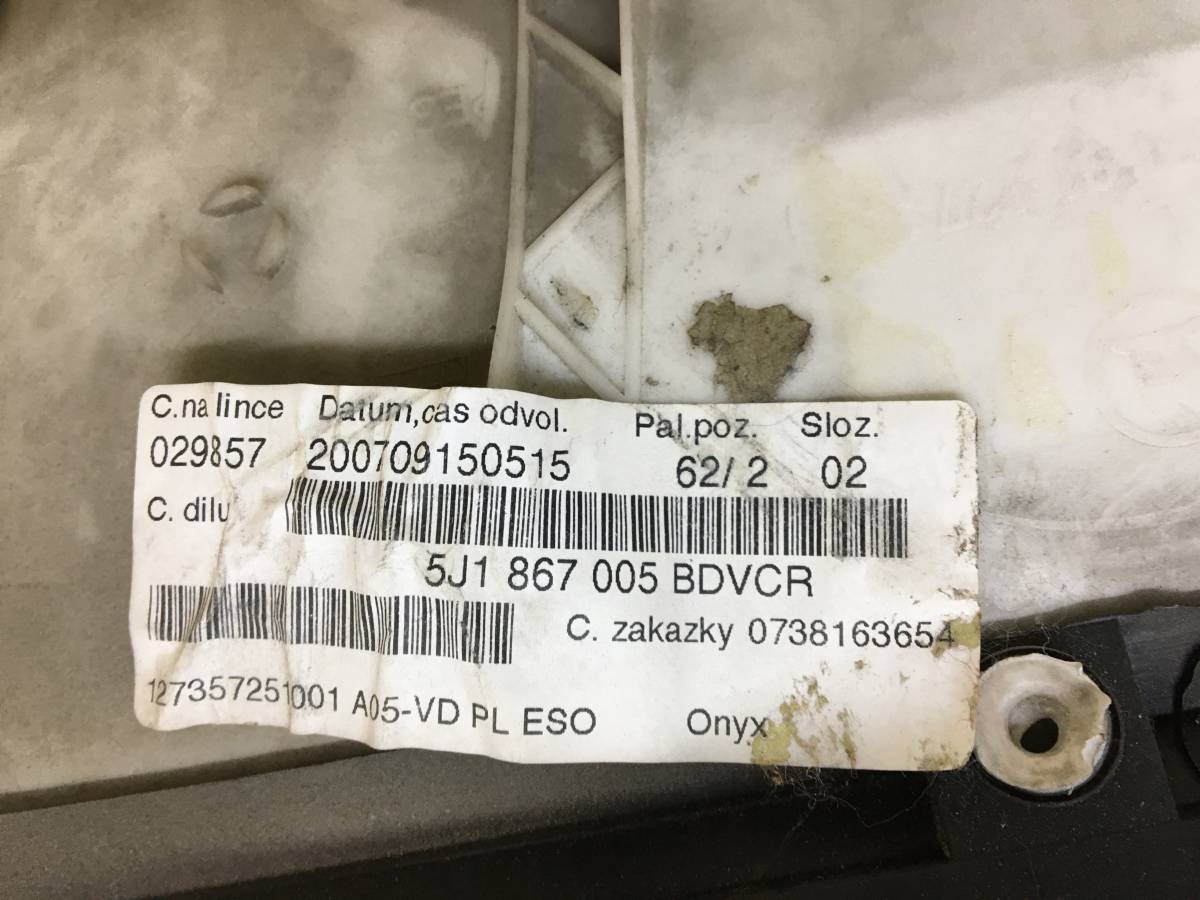 C.na lince Datum,cas odvol. Pal.poz. Sloz.
029857 200709150515 62/ 2 02
C. dilu
5J1 867 005 BDVCR
C. zakazky 0738163654
127357251001 A05-VD PL ESO Onyx